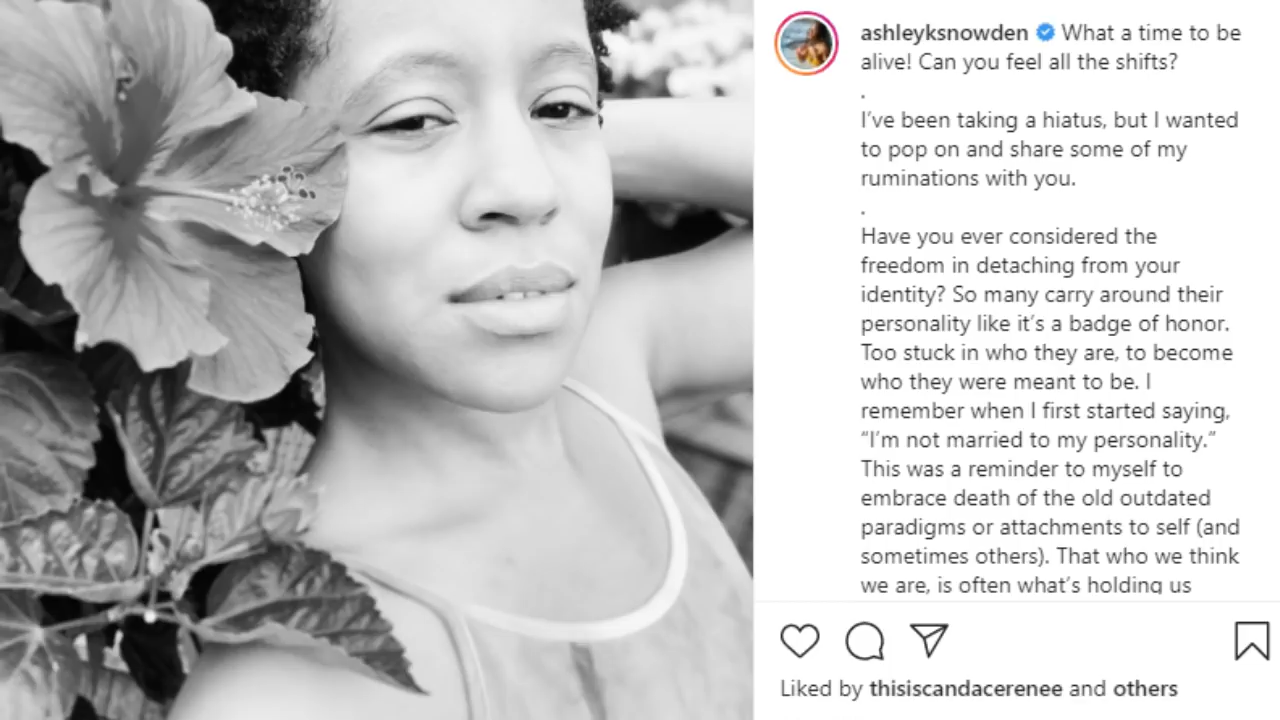 ashleyksnowden What a time to be
alive! Can you feel all the shifts?
.
I've been taking a hiatus, but I wanted
to pop on and share some of my
ruminations with you.
.
Have you ever considered the
freedom in detaching from your
identity? So many carry around their
personality like it's a badge of honor.
Too stuck in who they are, to become
who they were meant to be. I
remember when I first started saying,
“I'm not married to my personality.”
This was a reminder to myself to
embrace death of the old outdated
paradigms or attachments to self (and
sometimes others). That who we think
we are, is often what's holding us
Liked by thisiscandacerenee and others